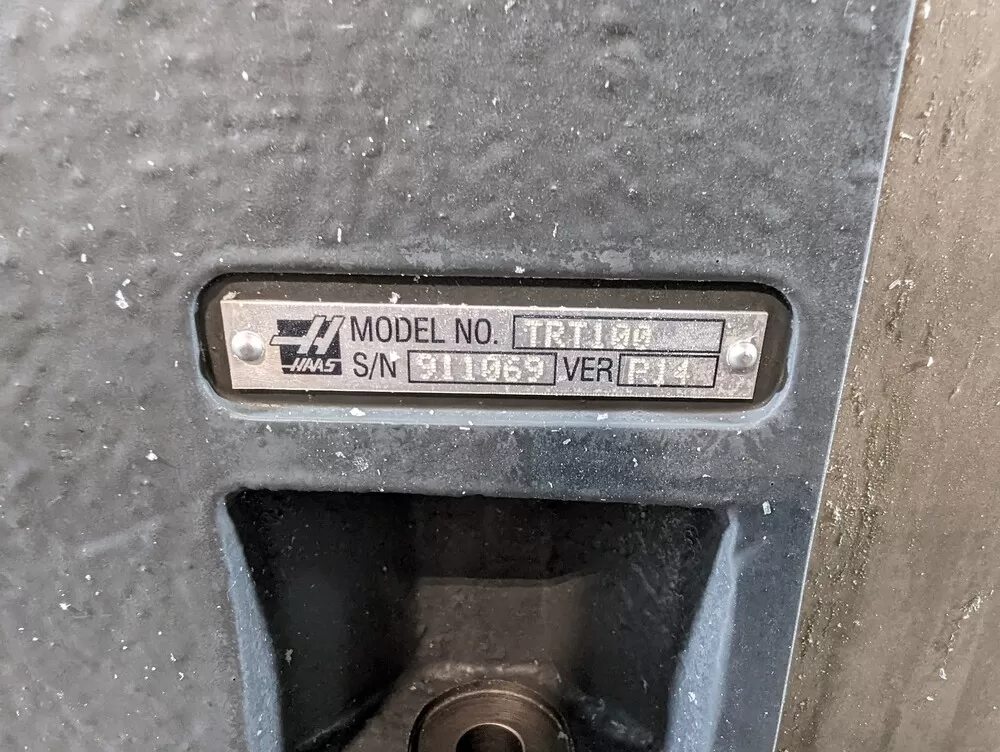 HAAS
MODEL NO. TRT100
S/N 911069 VER P14